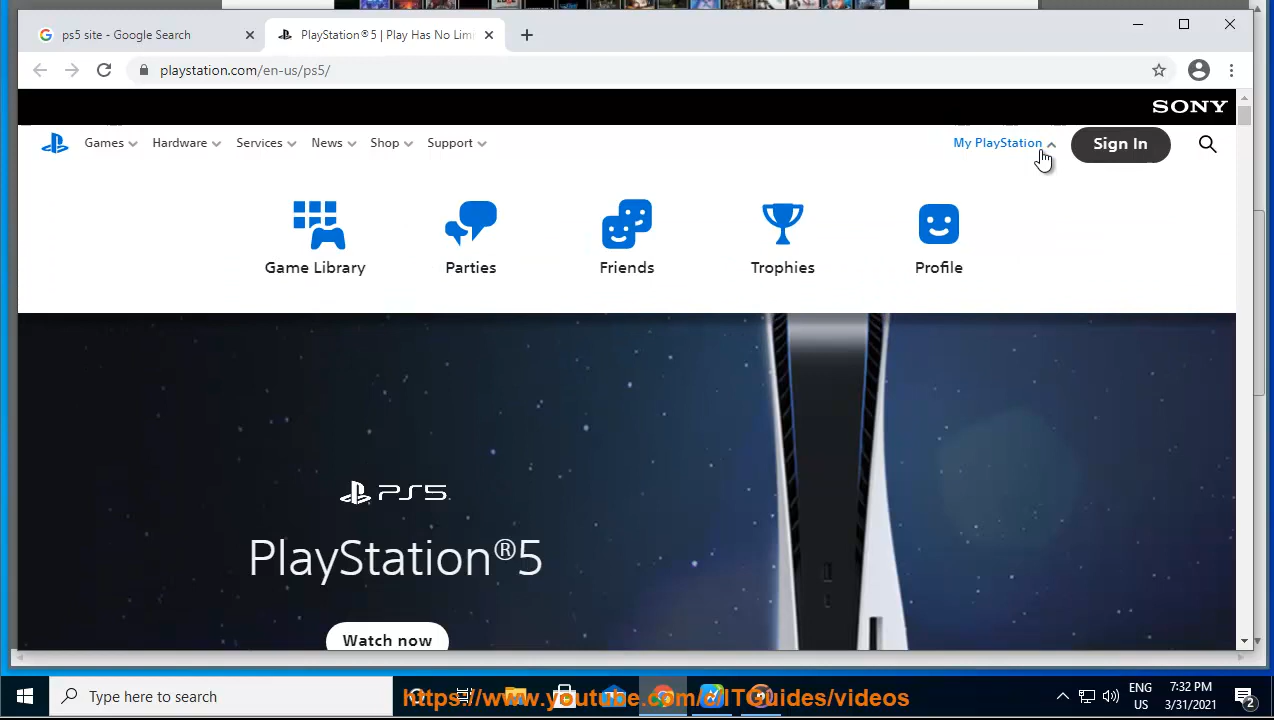 ps5 site - Google Search
PlayStation®5 | Play Has No Limi
playstation.com/en-us/ps5/
SONY
Games Hardware Services News Shop Support My PlayStation Sign In
Game Library Parties Friends Trophies Profile
PS5
PlayStation®5
Watch now
Type here to search
https://www.youtube.com/c/ITGuides/videos
ENG
US
7:32 PM
3/31/2021
2